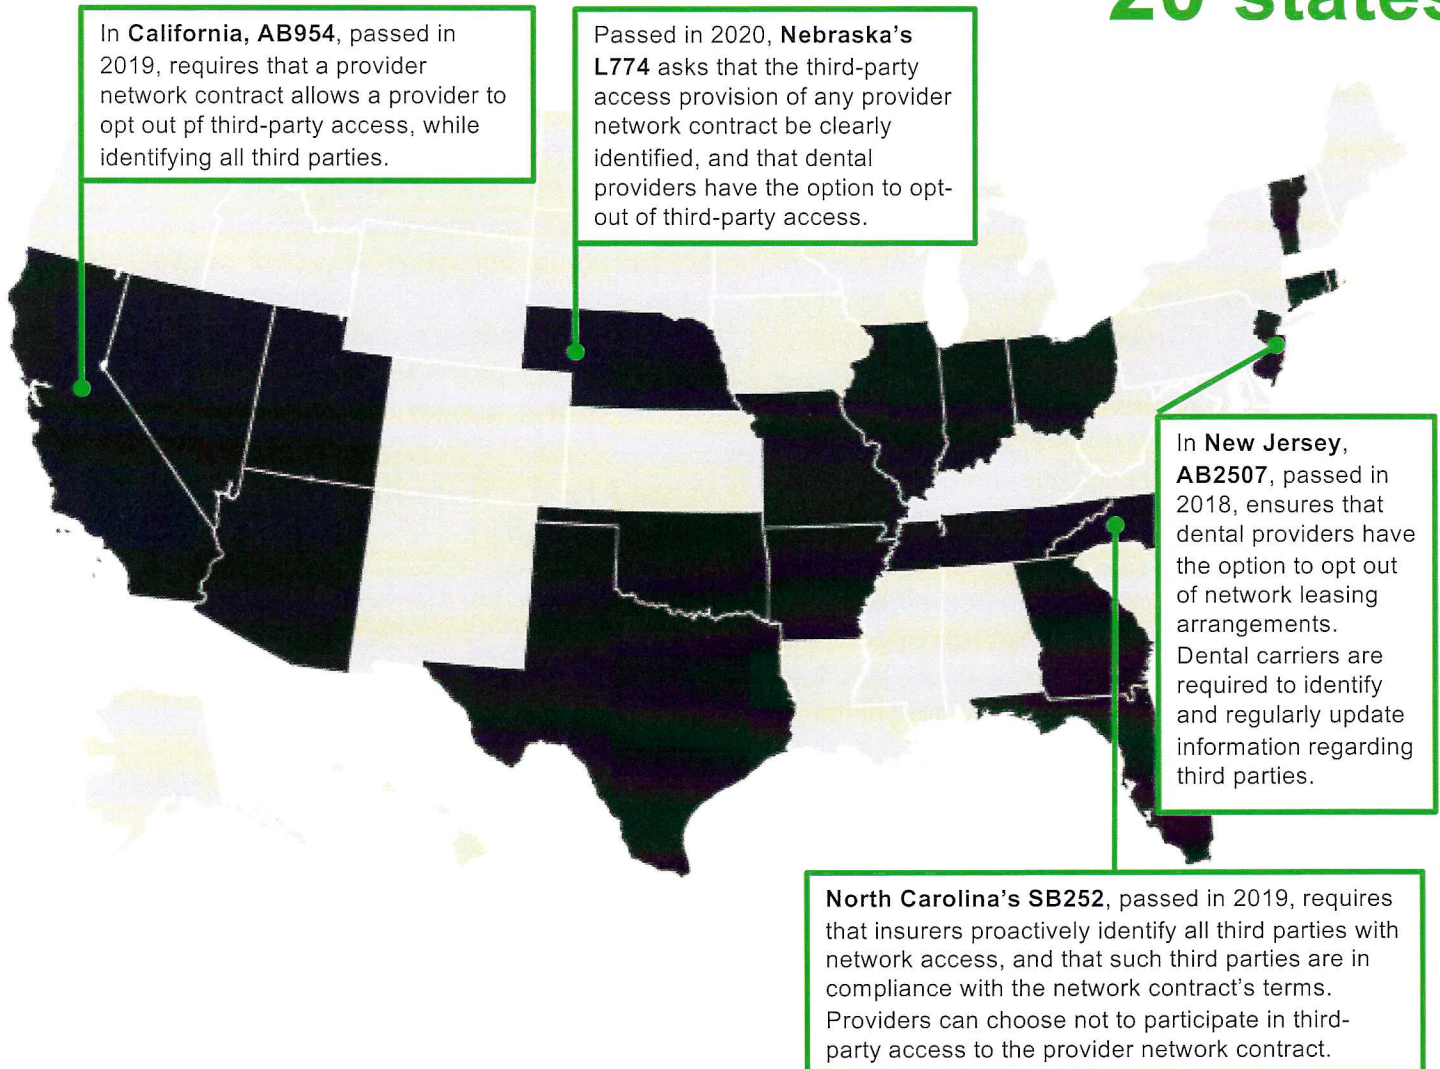 20 states
In California, AB954, passed in
2019, requires that a provider
network contract allows a provider to
opt out pf third-party access, while
identifying all third parties.
Passed in 2020, Nebraska's
L774 asks that the third-party
access provision of any provider
network contract be clearly
identified, and that dental
providers have the option to opt-
out of third-party access.
In New Jersey,
AB2507, passed in
2018, ensures that
dental providers have
the option to opt out
of network leasing
arrangements.
Dental carriers are
required to identify
and regularly update
information regarding
third parties.
North Carolina's SB252, passed in 2019, requires
that insurers proactively identify all third parties with
network access, and that such third parties are in
compliance with the network contract's terms.
Providers can choose not to participate in third-
party access to the provider network contract.